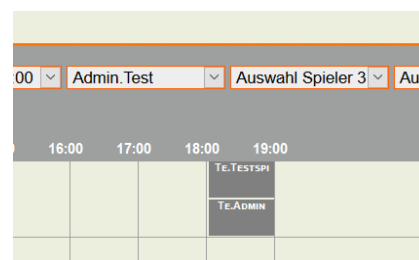 :00 Admin.Test Auswahl Spieler 3 Au
16:00 17:00 18:00 19:00
TE.TESTSPI
TE.ADMIN